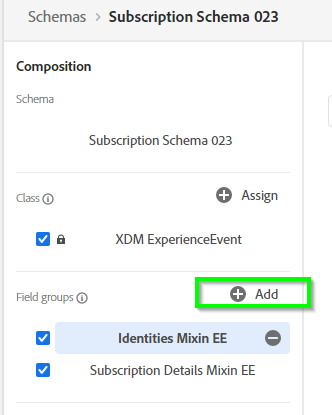 Schemas > Subscription Schema 023
Composition
Schema
Subscription Schema 023
Class Assign
XDM ExperienceEvent
Field groups Add
Identities Mixin EE
Subscription Details Mixin EE